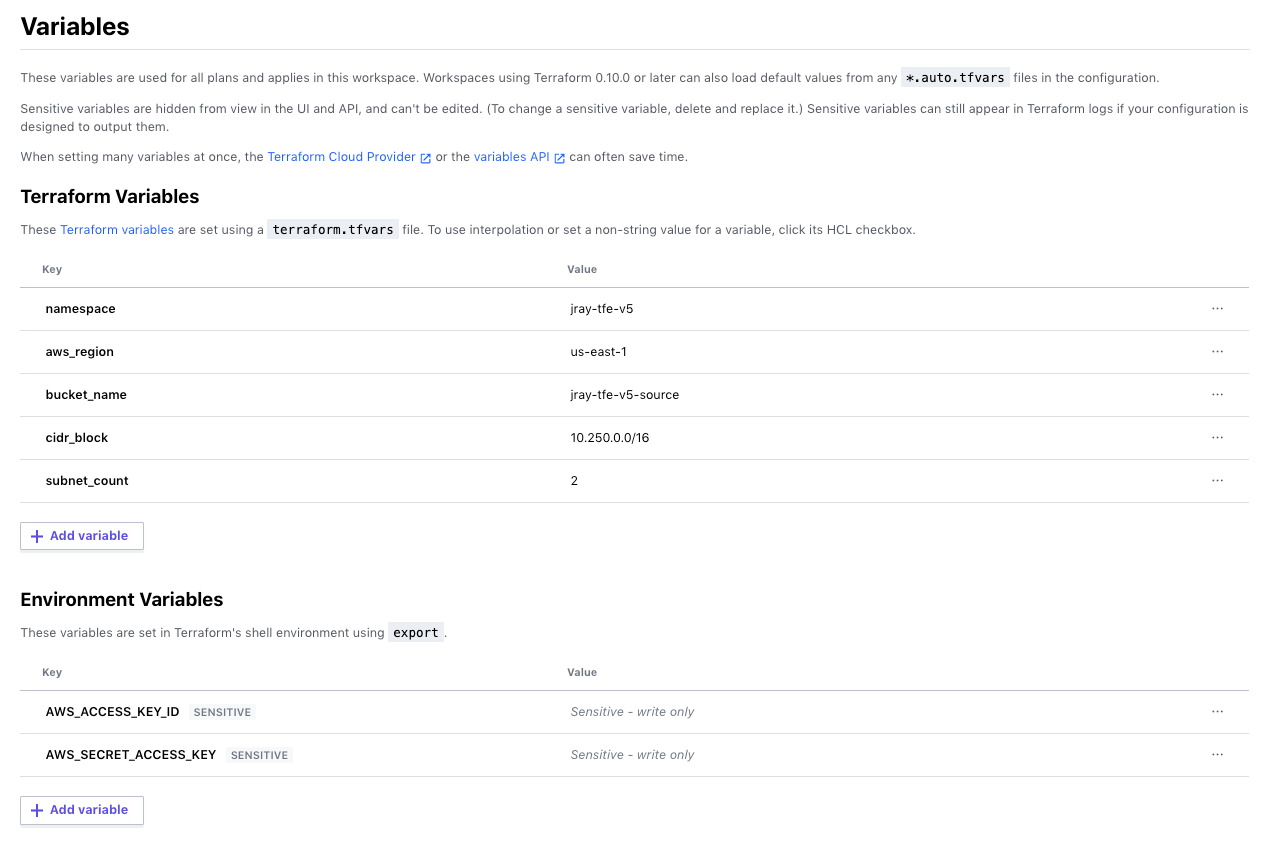 Variables
These variables are used for all plans and applies in this workspace. Workspaces using Terraform 0.10.0 or later can also load default values from any *.auto.tfvars files in the configuration.
Sensitive variables are hidden from view in the UI and API, and can't be edited. (To change a sensitive variable, delete and replace it.) Sensitive variables can still appear in Terraform logs if your configuration is
designed to output them.
When setting many variables at once, the Terraform Cloud Provider or the variables API can often save time.
Terraform Variables
These Terraform variables are set using a terraform.tfvars file. To use interpolation or set a non-string value for a variable, click its HCL checkbox.
Key Value
namespace jray-tfe-v5 ...
aws_region us-east-1 ...
bucket_name jray-tfe-v5-source ...
cidr_block 10.250.0.0/16 ...
subnet_count 2 ...
+ Add variable
Environment Variables
These variables are set in Terraform's shell environment using export.
Key Value
AWS_ACCESS_KEY_ID SENSITIVE Sensitive - write only ...
AWS_SECRET_ACCESS_KEY SENSITIVE Sensitive - write only ...
+ Add variable